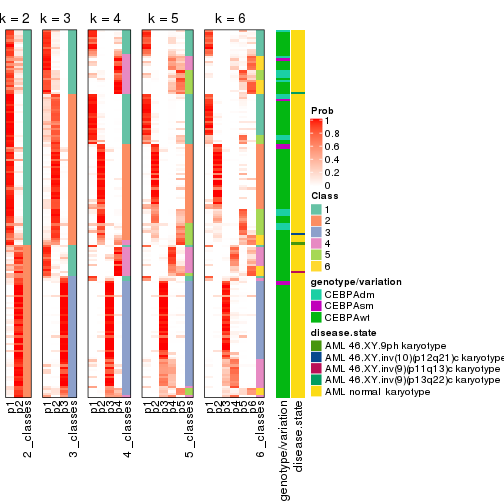 k = 2 k = 3 k = 4 k = 5 k = 6
Prob
1
0.8
0.6
0.4
0.2
0
Class
1
2
3
4
5
6
genotype/variation
CEBPAdm
CEBPAsm
CEBPAwt
disease.state
AML 46.XY.9ph karyotype
AML 46.XY.inv(10)(p12q21)c karyotype
AML 46.XY.inv(9)(p11q13)c karyotype
AML 46.XY.inv(9)(p13q22)c karyotype
AML normal karyotype
p1 p2 2_classes p1 p2 p3 3_classes p1 p2 p3 p4 4_classes p1 p2 p3 p4 p5 5_classes p1 p2 p3 p4 p5 p6 6_classes genotype/variation disease.state